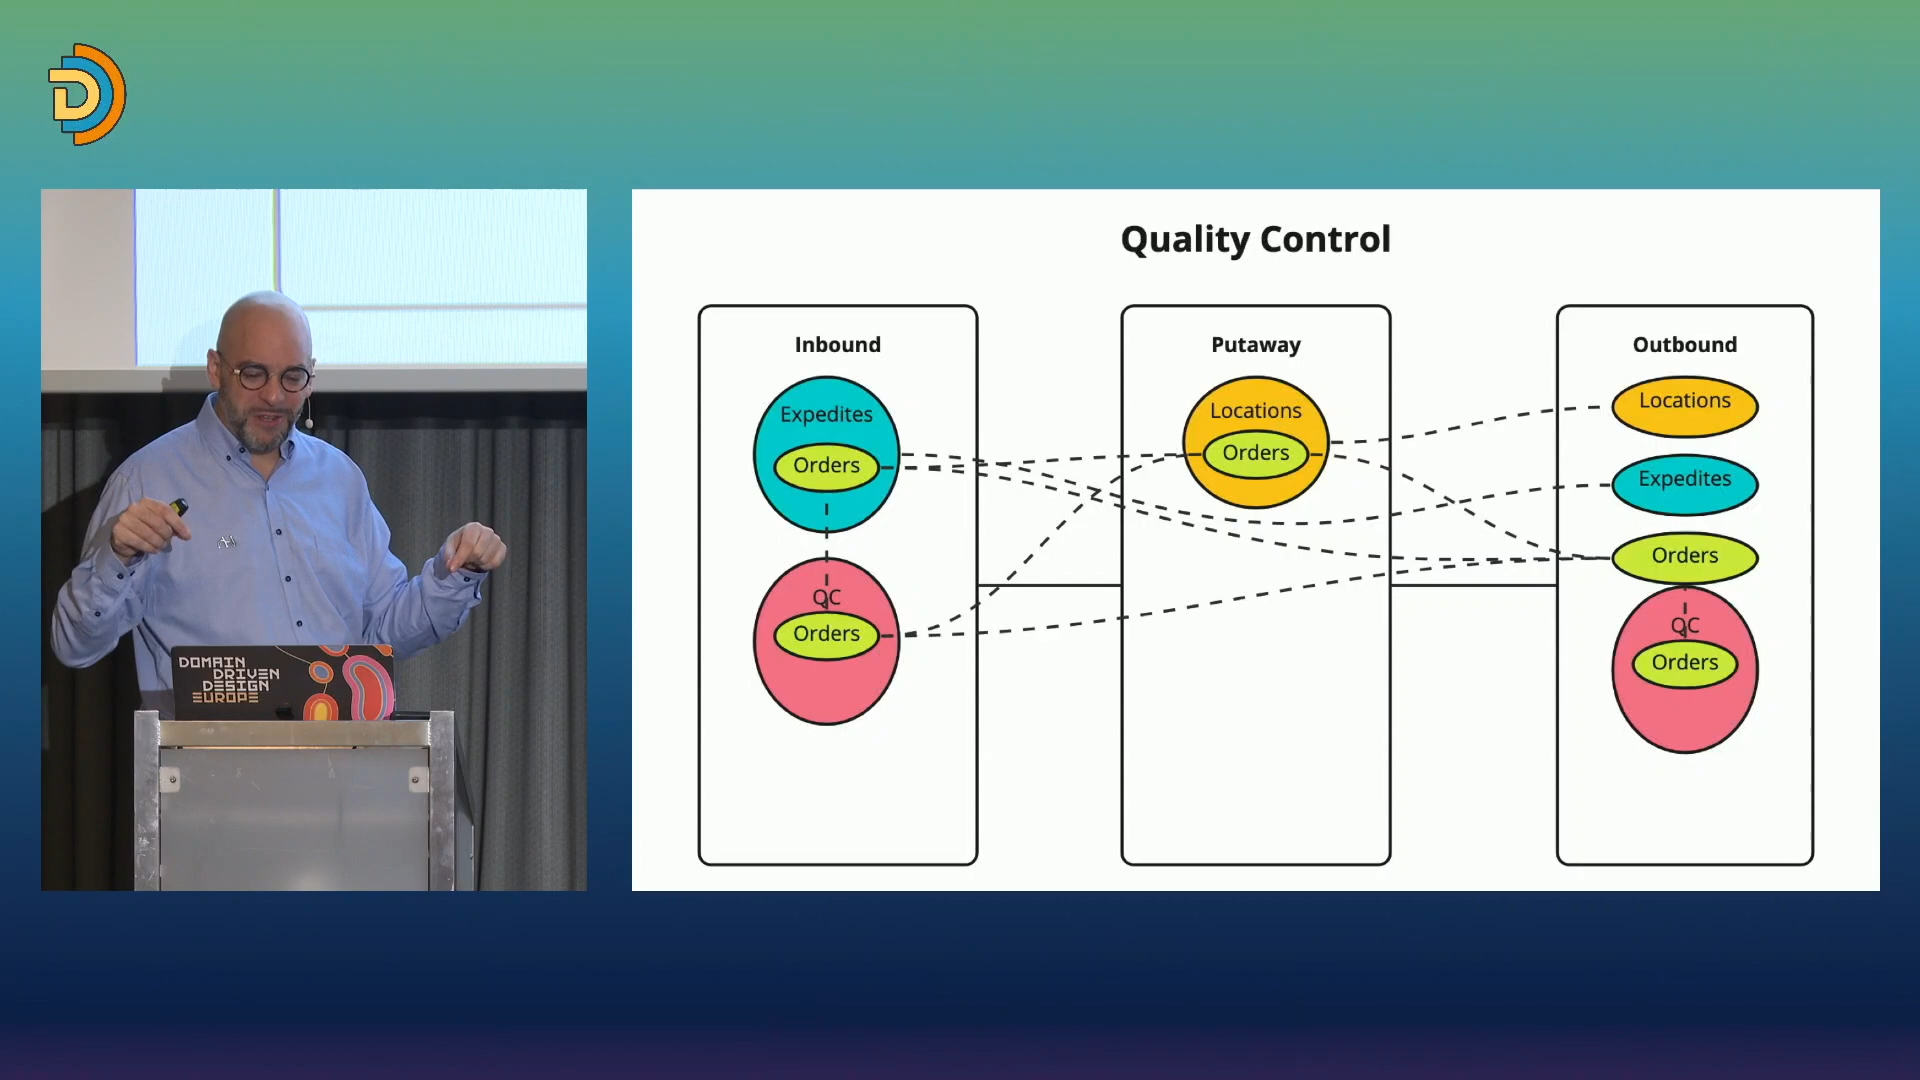 DOMAIN
DRIVEN
DESIGN
EUROPE
Quality Control
Inbound
Expedites
Orders
QC
Orders
Putaway
Locations
Orders
Outbound
Locations
Expedites
Orders
QC
Orders